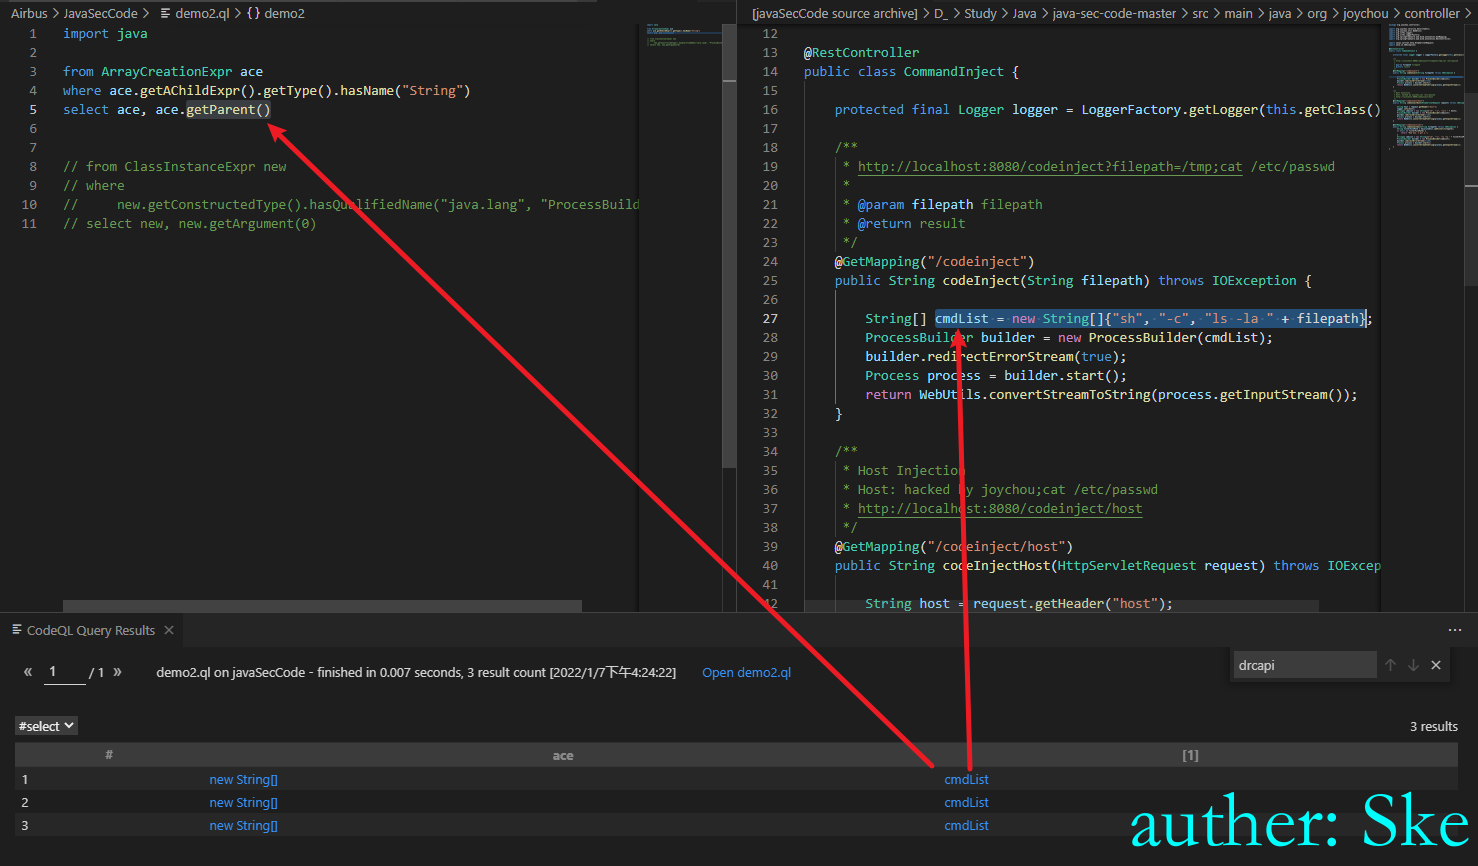 Airbus > JavaSecCode > demo2.ql > {} demo2
1 import java
2
3 from ArrayCreationExpr ace
4 where ace.getAChildExpr().getType().hasName("String")
5 select ace, ace.getParent()
6
7
8 // from ClassInstanceExpr new
9 // where
10 //     new.getConstructedType().hasQualifiedName("java.lang", "ProcessBuild
11 // select new, new.getArgument(0)
[javaSecCode source archive] > D_ > Study > Java > java-sec-code-master > src > main > java > org > joychou > controller >
12
13 @RestController
14 public class CommandInject {
15
16     protected final Logger logger = LoggerFactory.getLogger(this.getClass()
17
18     /**
19      * http://localhost:8080/codeinject?filepath=/tmp;cat /etc/passwd
20      *
21      * @param filepath filepath
22      * @return result
23      */
24     @GetMapping("/codeinject")
25     public String codeInject(String filepath) throws IOException {
26
27         String[] cmdList = new String[]{"sh", "-c", "ls -la " + filepath};
28         ProcessBuilder builder = new ProcessBuilder(cmdList);
29         builder.redirectErrorStream(true);
30         Process process = builder.start();
31         return WebUtils.convertStreamToString(process.getInputStream());
32     }
33
34     /**
35      * Host Injection
36      * Host: hacked by joychou;cat /etc/passwd
37      * http://localhost:8080/codeinject/host
38      */
39     @GetMapping("/codeinject/host")
40     public String codeInjectHost(HttpServletRequest request) throws IOExcep
41
42         String host = request.getHeader("host");
CodeQL Query Results ×
« 1 / 1 » demo2.ql on javaSecCode - finished in 0.007 seconds, 3 result count [2022/1/7下午4:24:22] Open demo2.ql
drcapi
#select 3 results
# ace [1]
1 new String[] cmdList
2 new String[] cmdList
3 new String[] cmdList
auther: Ske